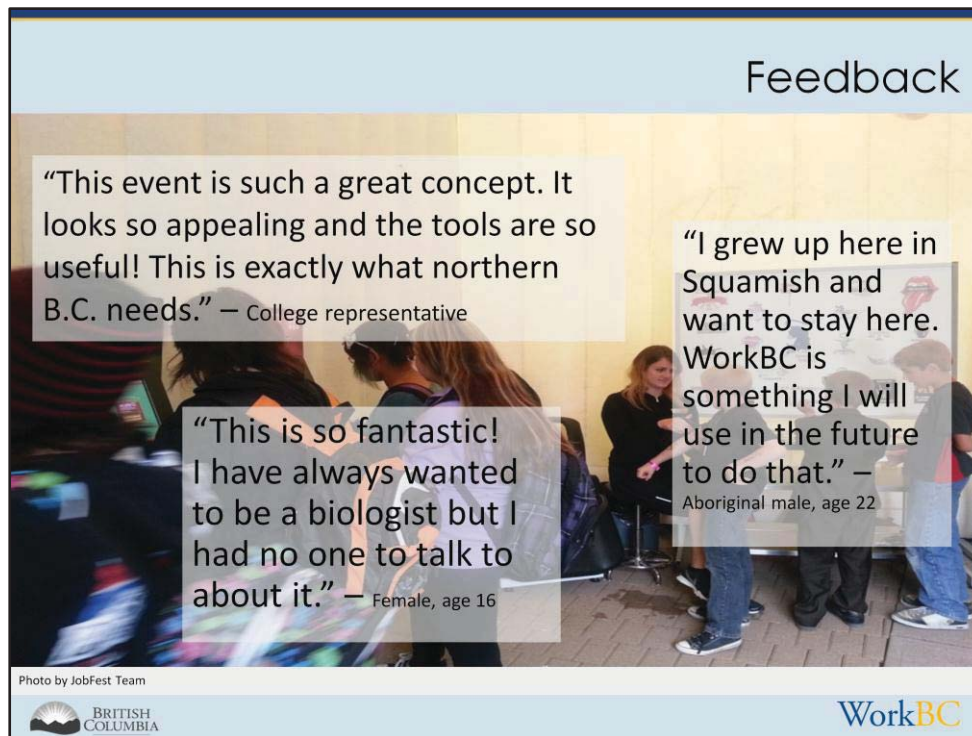 Feedback
“This event is such a great concept. It
looks so appealing and the tools are so
useful! This is exactly what northern
B.C. needs.” – College representative
“I grew up here in
Squamish and
want to stay here.
WorkBC is
something I will
use in the future
to do that.” –
Aboriginal male, age 22
“This is so fantastic!
I have always wanted
to be a biologist but I
had no one to talk to
about it.” – Female, age 16
Photo by JobFest Team
BRITISH
COLUMBIA
WorkBC